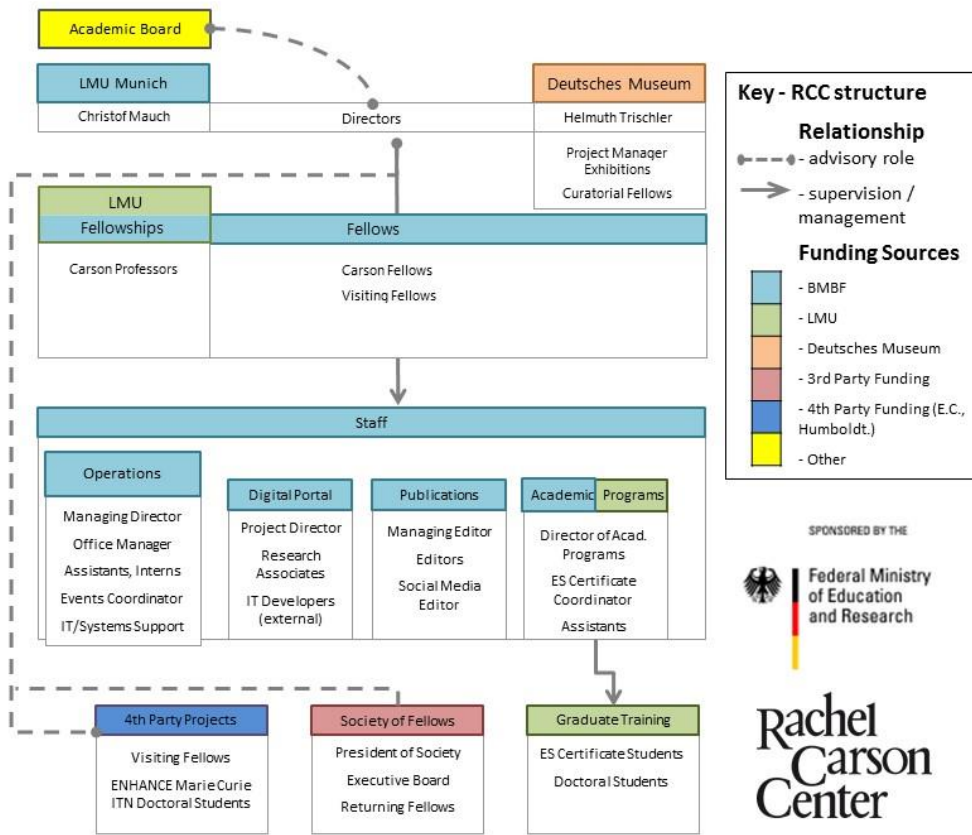 Academic Board
LMU Munich
Deutsches Museum
Christof Mauch
Directors
Helmuth Trischler
Project Manager
Exhibitions
Curatorial Fellows
LMU
Fellowships
Fellows
Carson Professors
Carson Fellows
Visiting Fellows
Staff
Operations
Managing Director
Office Manager
Assistants, Interns
Events Coordinator
IT/Systems Support
Digital Portal
Project Director
Research
Associates
IT Developers
(external)
Publications
Managing Editor
Editors
Social Media
Editor
Academic Programs
Director of Acad.
Programs
ES Certificate
Coordinator
Assistants
4th Party Projects
Visiting Fellows
ENHANCE Marie Curie
ITN Doctoral Students
Society of Fellows
President of Society
Executive Board
Returning Fellows
Graduate Training
ES Certificate Students
Doctoral Students
Key - RCC structure
Relationship
- advisory role
- supervision /
management
Funding Sources
- BMBF
- LMU
- Deutsches Museum
- 3rd Party Funding
- 4th Party Funding (E.C.,
Humboldt.)
- Other
SPONSORED BY THE
Federal Ministry
of Education
and Research
Rachel
Carson
Center